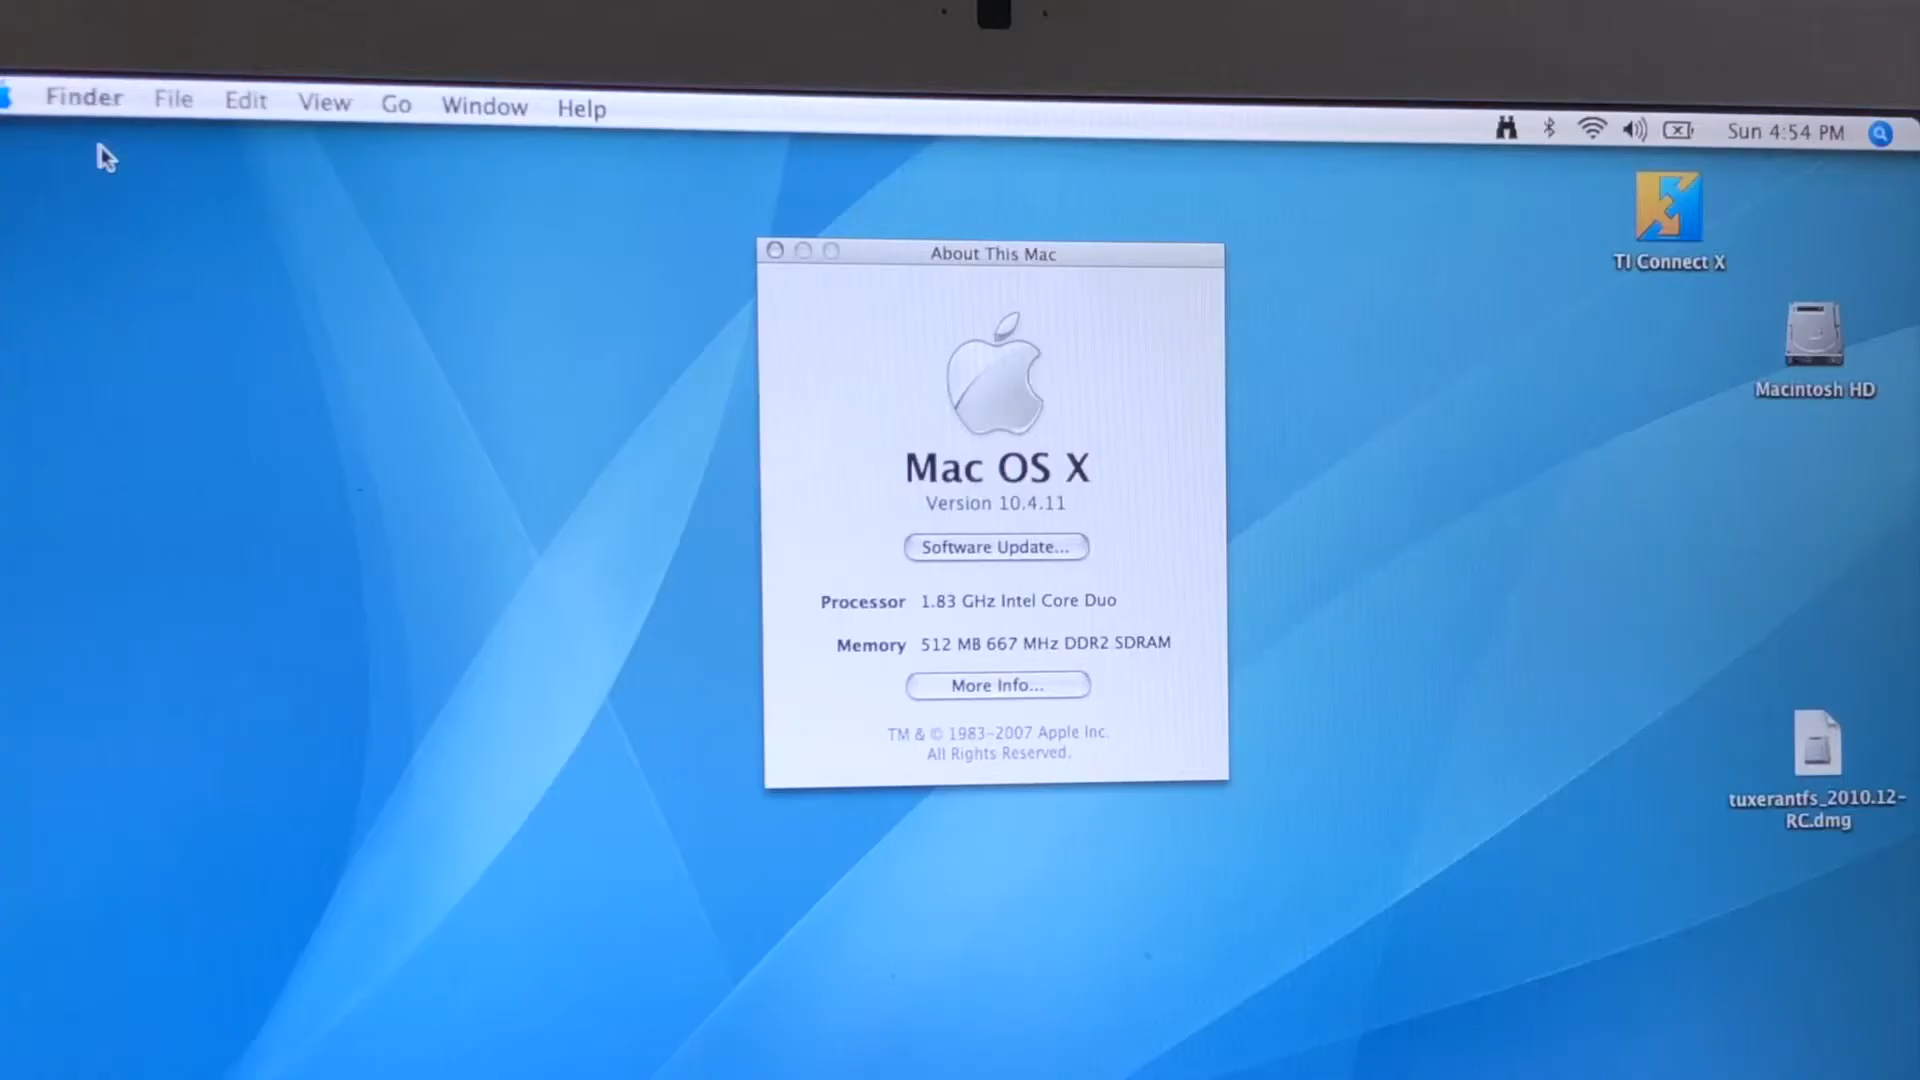 Finder File Edit View Go Window Help
Sun 4:54 PM
TI Connect X
Macintosh HD
About This Mac
Mac OS X
Version 10.4.11
Software Update...
Processor 1.83 GHz Intel Core Duo
Memory 512 MB 667 MHz DDR2 SDRAM
More Info...
TM & © 1983-2007 Apple Inc.
All Rights Reserved.
tuxerantfs_2010.12-
RC.dmg